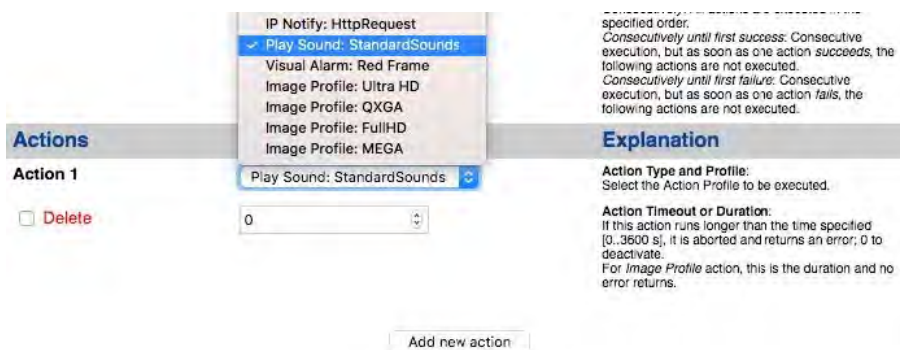 IP Notify: HttpRequest
✓ Play Sound: StandardSounds
Visual Alarm: Red Frame
Image Profile: Ultra HD
Image Profile: QXGA
Image Profile: FullHD
Image Profile: MEGA
specified order.
Consecutively until first success: Consecutive
execution, but as soon as one action succeeds, the
following actions are not executed.
Consecutively until first failure: Consecutive
execution, but as soon as one action fails, the
following actions are not executed.
Actions
Explanation
Action 1
Play Sound: StandardSounds
Action Type and Profile:
Select the Action Profile to be executed.
Delete
0
Action Timeout or Duration:
If this action runs longer than the time specified
[0..3600 s], it is aborted and returns an error; 0 to
deactivate.
For Image Profile action, this is the duration and no
error returns.
Add new action